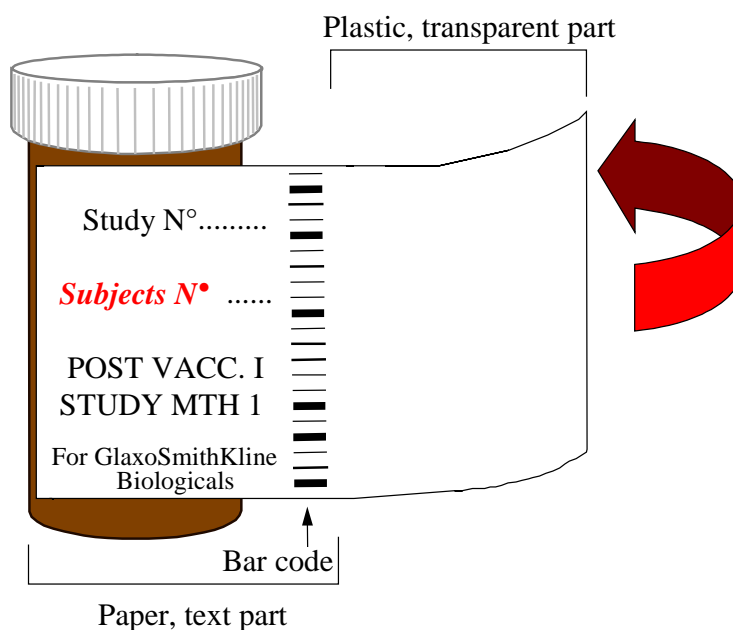 Plastic, transparent part
Study N°.........
Subjects N° ......
POST VACC. I
STUDY MTH 1
For GlaxoSmithKline
Biologicals
Bar code
Paper, text part